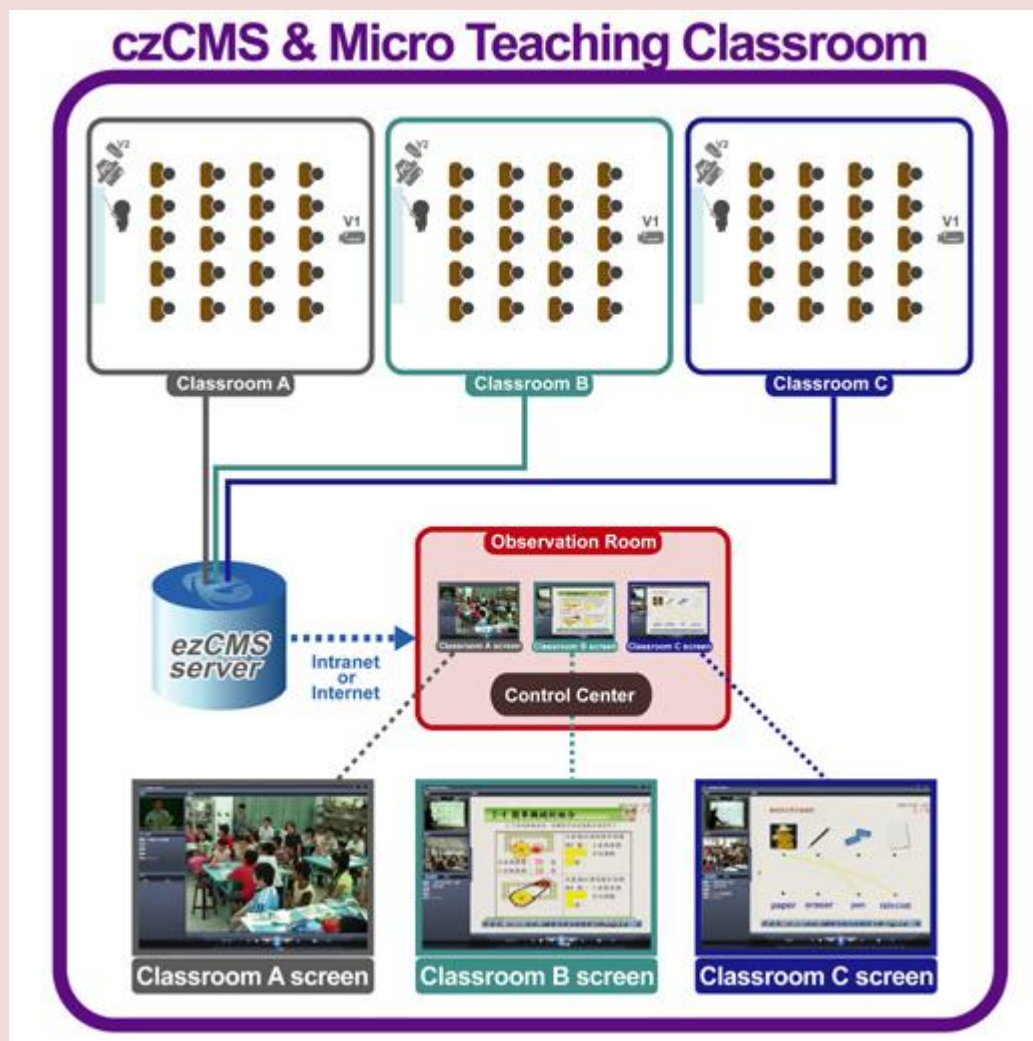 czCMS & Micro Teaching Classroom
V2
V1
V2
V1
V2
V1
Classroom A
Classroom B
Classroom C
Observation Room
Classroom A screen
Classroom B screen
Classroom C screen
Control Center
ezCMS
server
Intranet
or
Internet
paper eraser pen raincoat
Classroom A screen
Classroom B screen
Classroom C screen